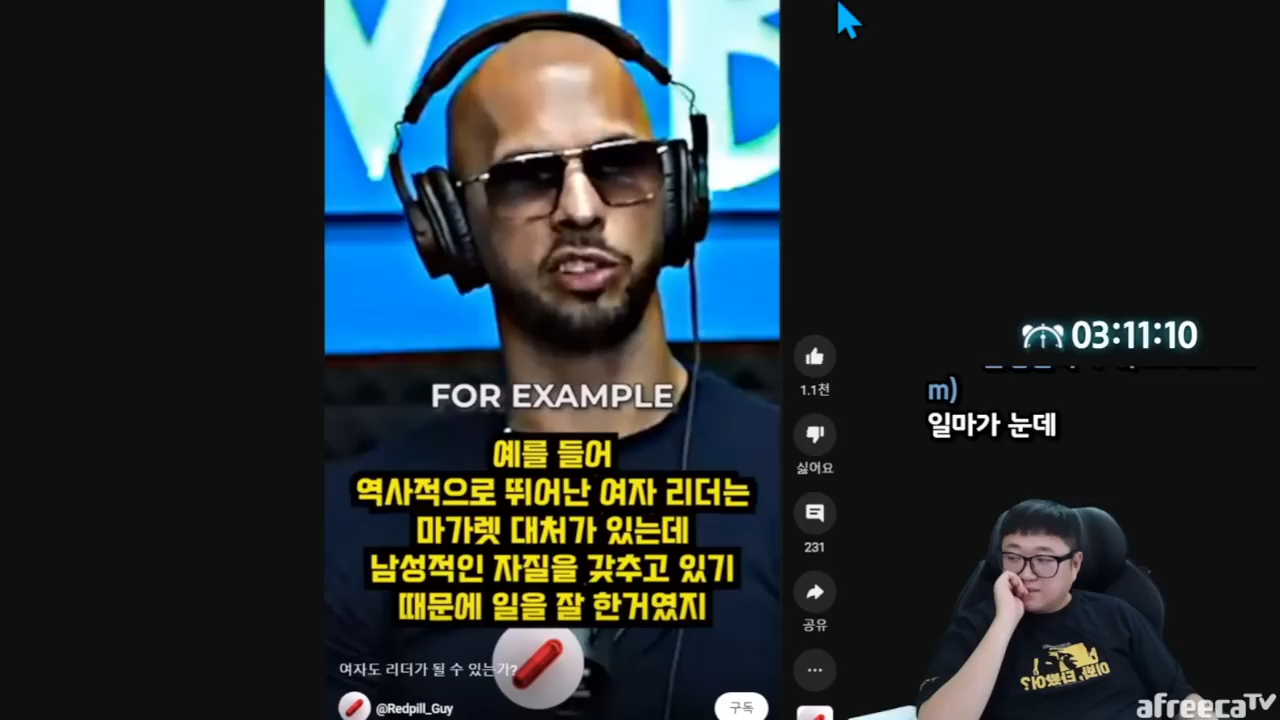 FOR EXAMPLE
예를 들어
역사적으로 뛰어난 여자 리더는
마가렛 대처가 있는데
남성적인 자질을 갖추고 있기
때문에 일을 잘 한거였지
여자도 리더가 될 수 있는가?
@Redpill_Guy
구독
1.1천
싫어요
231
공유
03:11:10
m)
일마가 눈데
afreecaTV